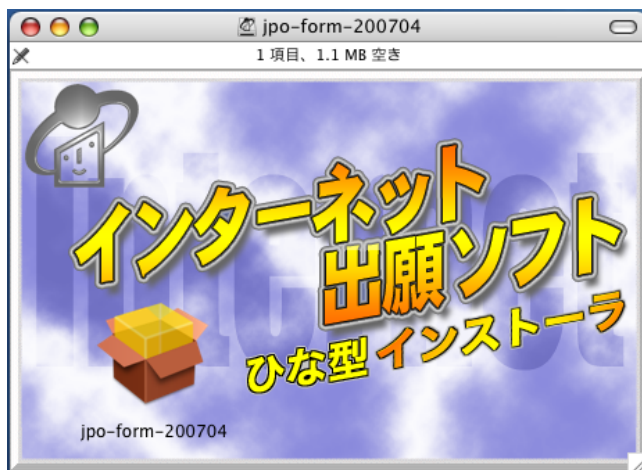 jpo-form-200704
1 項目、1.1 MB 空き
Internet
インターネット
出願ソフト
ひな型 インストーラ
jpo-form-200704